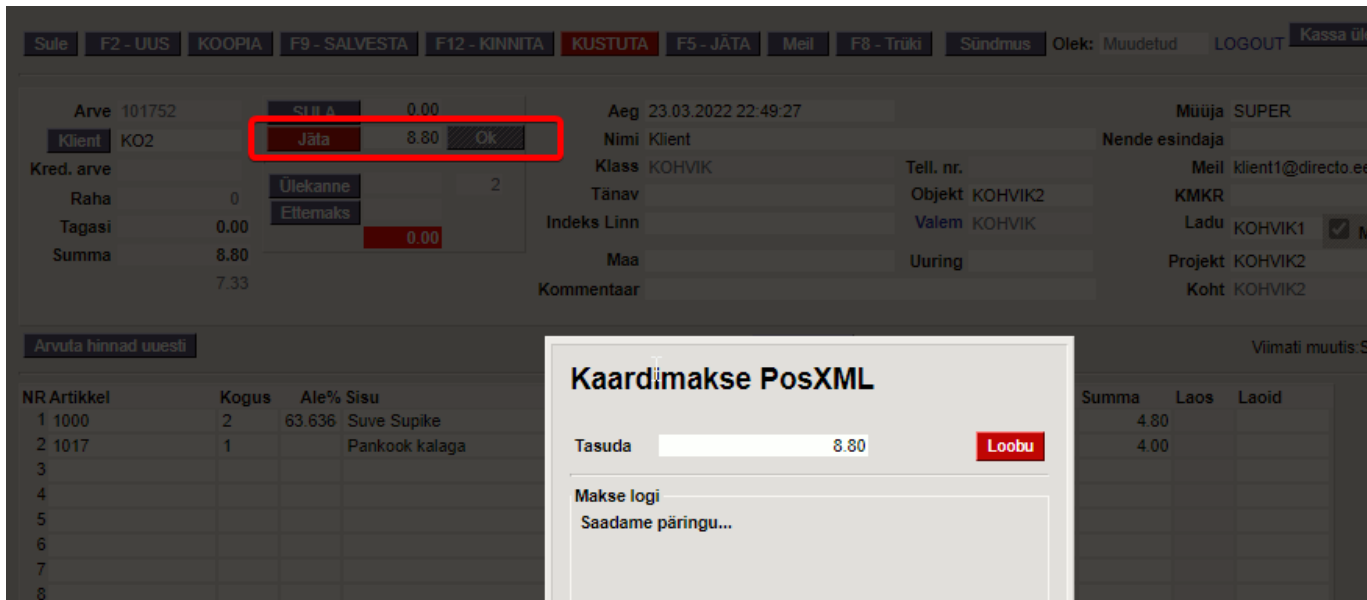 Sule F2 - UUS KOOPIA F9 - SALVESTA F12 - KINNITA KUSTUTA F5 - JÄTA Meil F8 - Trüki Sündmus Olek: Muudetud LOGOUT Kassa üle
Arve 101752 SULA 0.00 Aeg 23.03.2022 22:49:27 Müüja SUPER
Klient KO2 Jäta 8.80 Ok Nimi Klient Nende esindaja
Kred. arve Klass KOHVIK Tell. nr. Meil klient1@directo.ee
Raha 0 Ülekanne 2 Tänav Objekt KOHVIK2 KMKR
Tagasi 0.00 Ettemaks 0.00 Indeks Linn Valem KOHVIK Ladu KOHVIK1 M
Summa 8.80 Maa Uuring Projekt KOHVIK2
7.33 Kommentaar Koht KOHVIK2
Arvuta hinnad uuesti Viimati muutis:S
NR Artikkel Kogus Ale% Sisu Summa Laos Laoid
1 1000 2 63.636 Suve Supike 4.80
2 1017 1 Pankook kalaga 4.00
3
4
5
6
7
8
Kaardimakse PosXML
Tasuda 8.80 Loobu
Makse logi
Saadame päringu...